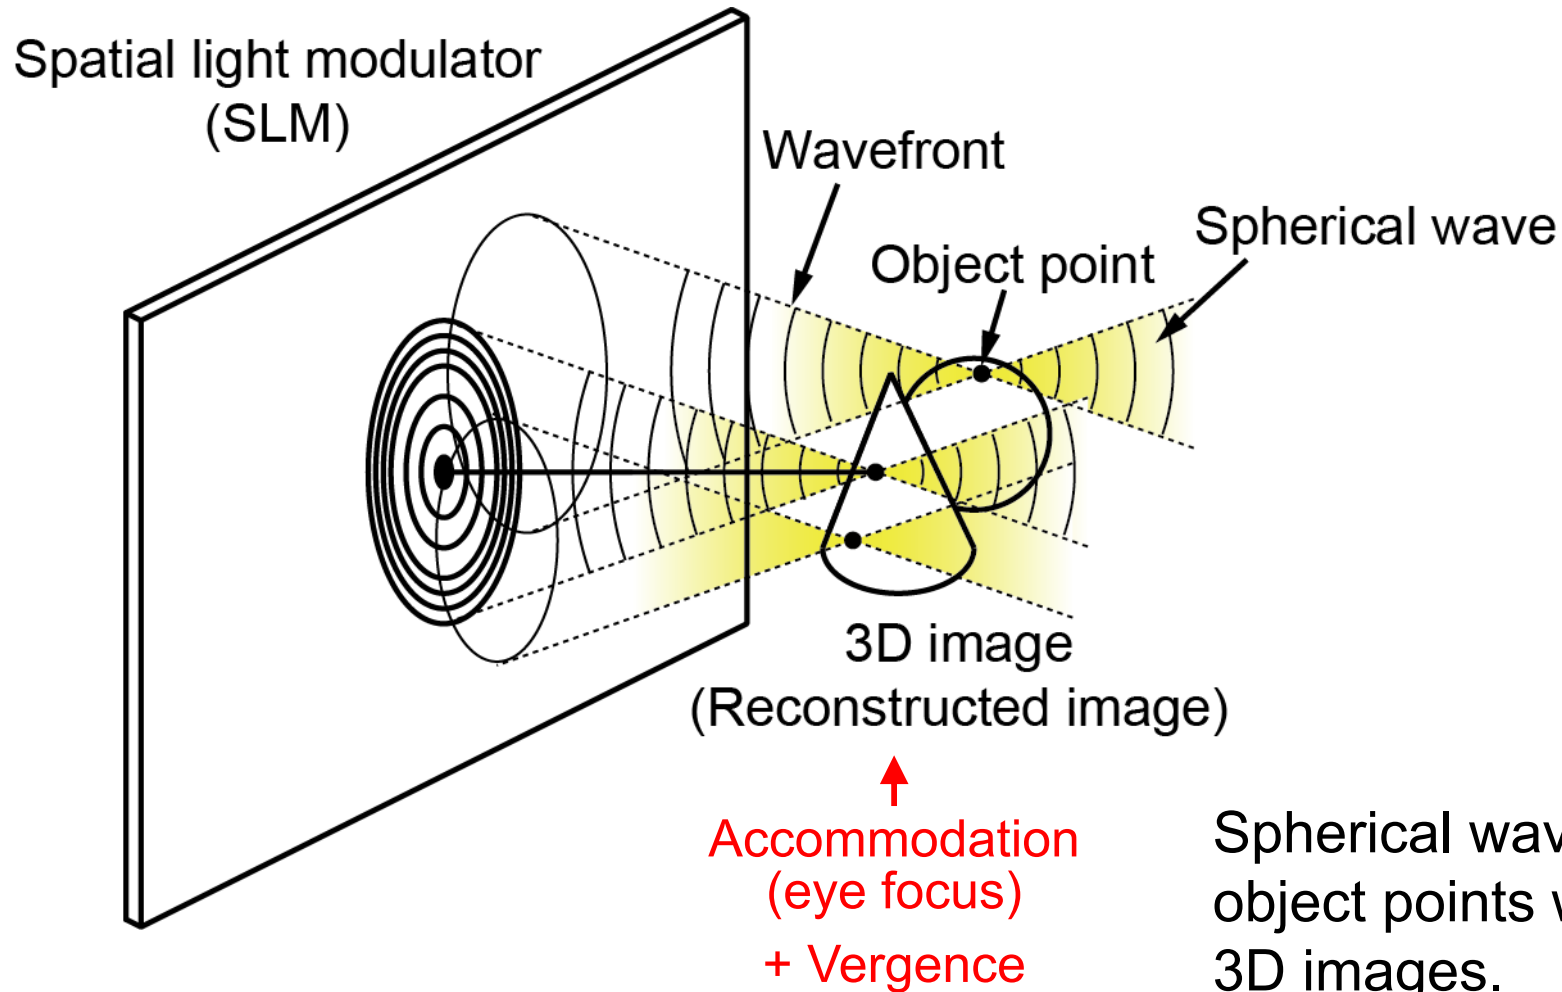 Spatial light modulator
(SLM)
Wavefront
Spherical wave
Object point
3D image
(Reconstructed image)
Accommodation
(eye focus)
+ Vergence
Spherical wav
object points w
3D images.